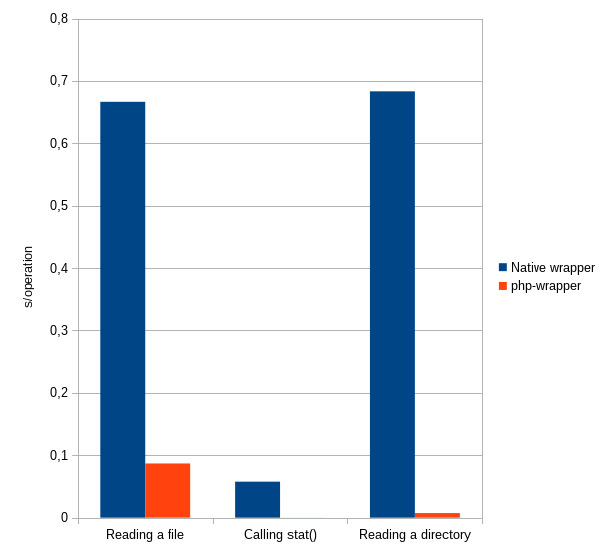 0,8
0,7
0,6
0,5
0,4
0,3
0,2
0,1
0
s/operation
Reading a file
Calling stat()
Reading a directory
Native wrapper
php-wrapper